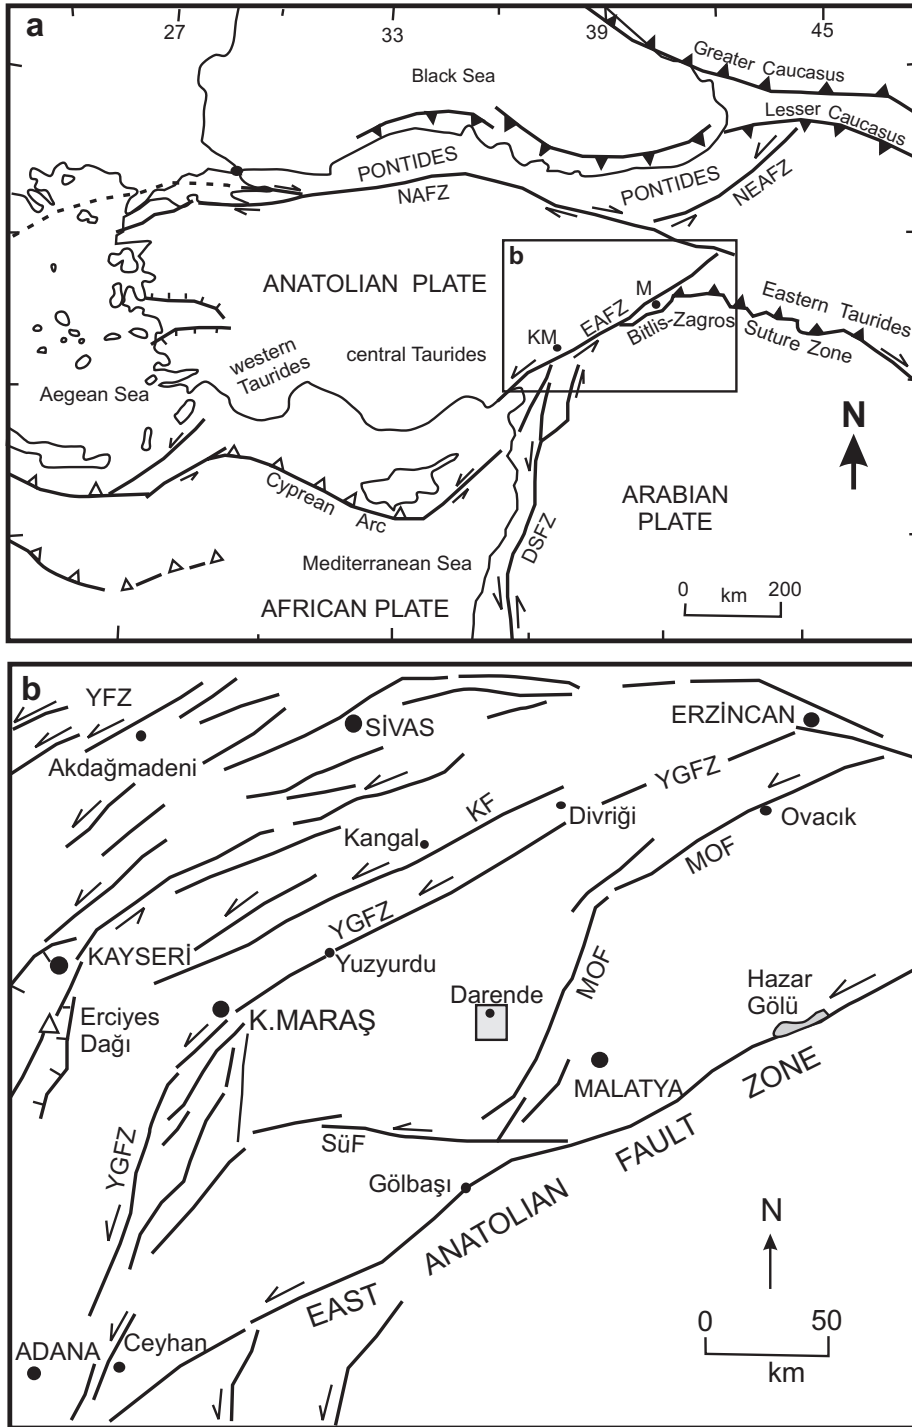 a
27
33
39
45
Black Sea
Greater Caucasus
Lesser Caucasus
PONTIDES
NAFZ
PONTIDES
NEAFZ
b
ANATOLIAN PLATE
M
EAFZ
KM
Bitlis-Zagros
Suture Zone
Eastern Taurides
western
Taurides
central Taurides
Aegean Sea
N
Cyprean
Arc
ARABIAN
PLATE
DSFZ
Mediterranean Sea
AFRICAN PLATE
0 km 200
b
YFZ
SİVAS
ERZİNCAN
Akdağmadeni
YGFZ
KF
Divriği
Ovacık
Kangal
MOF
YGFZ
KAYSERİ
Yuzyurdu
MOF
Hazar
Gölü
Darende
Erciyes
Dağı
K.MARAŞ
MALATYA
ZONE
FAULT
YGFZ
SüF
Gölbaşı
ANATOLIAN
N
EAST
0 50
km
ADANA
Ceyhan